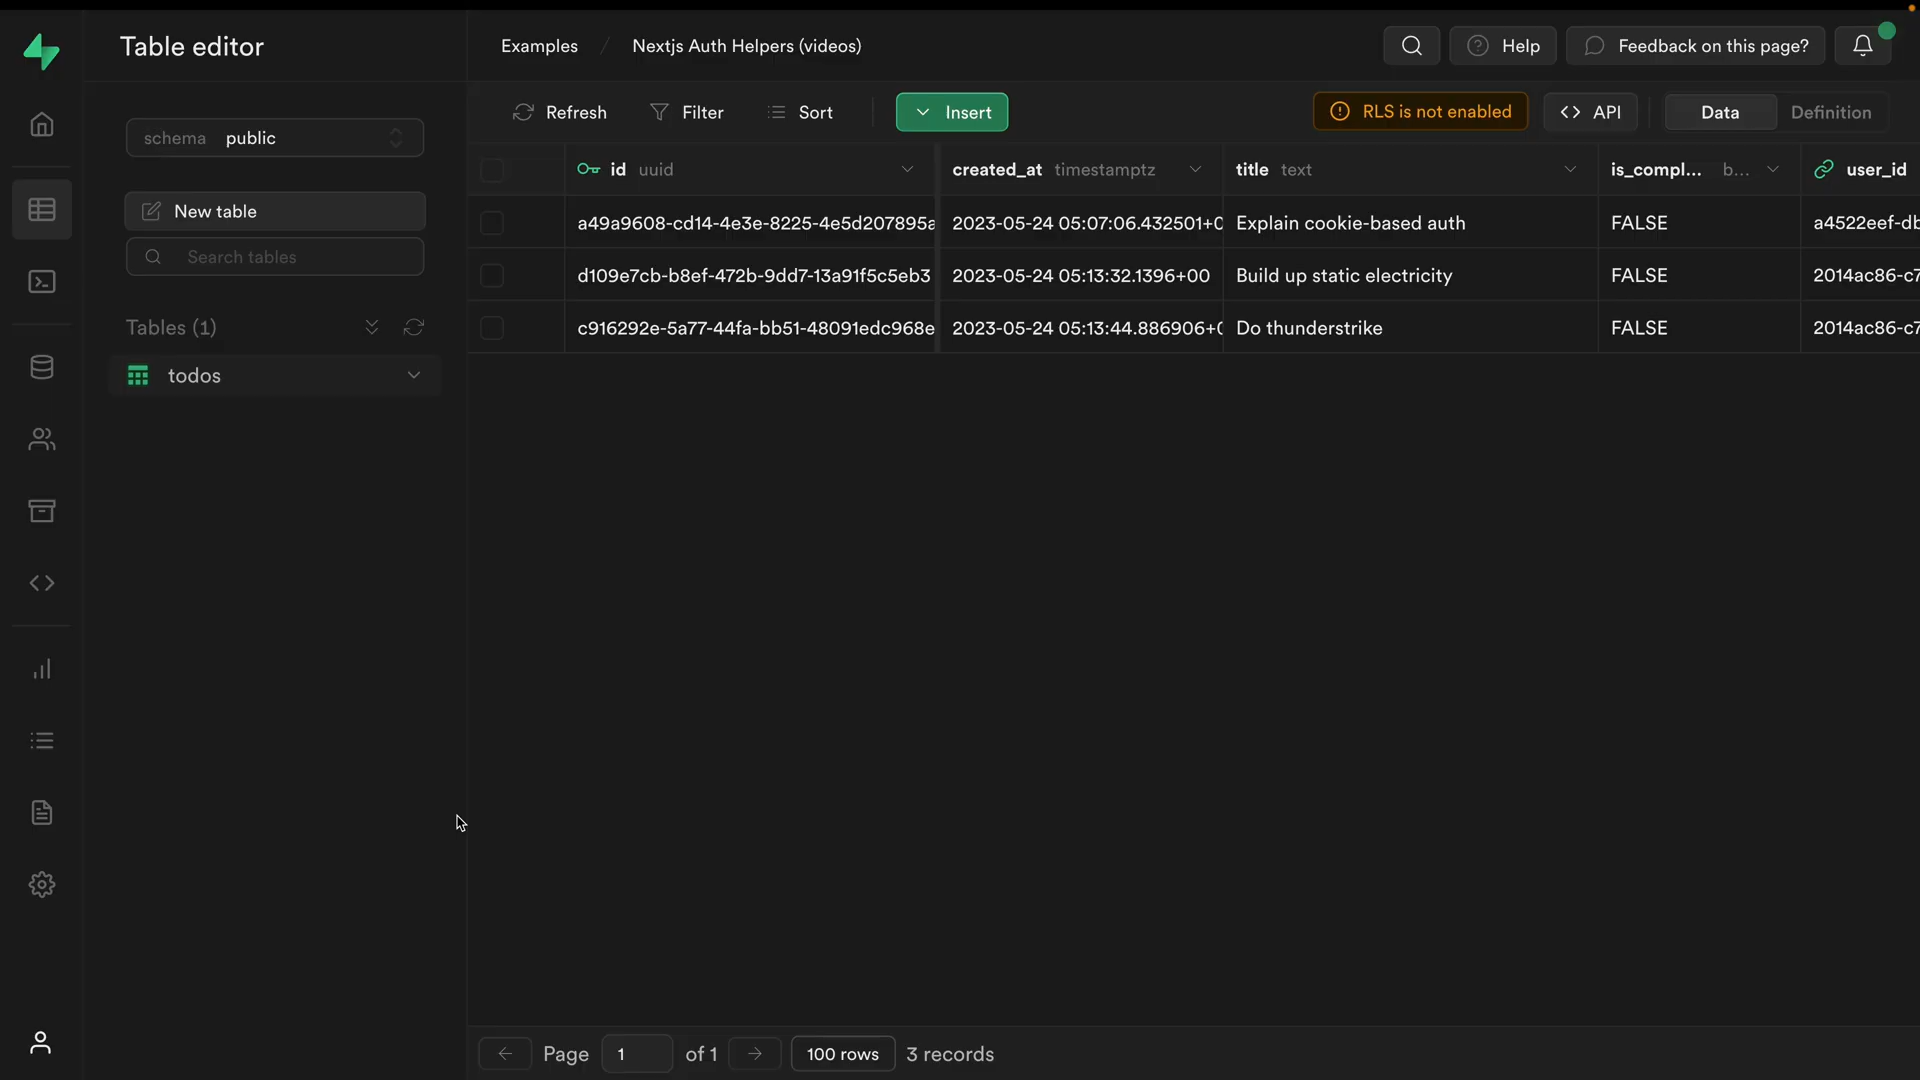 Table editor
Examples / Nextjs Auth Helpers (videos)
Help
Feedback on this page?
schema public
New table
Search tables
Tables (1)
todos
Refresh Filter Sort Insert RLS is not enabled API Data Definition
id uuid created_at timestamptz title text is_compl... b... user_id
a49a9608-cd14-4e3e-8225-4e5d207895a 2023-05-24 05:07:06.432501+0 Explain cookie-based auth FALSE a4522eef-db
d109e7cb-b8ef-472b-9dd7-13a91f5c5eb3 2023-05-24 05:13:32.1396+00 Build up static electricity FALSE 2014ac86-c7
c916292e-5a77-44fa-bb51-48091edc968e 2023-05-24 05:13:44.886906+0 Do thunderstrike FALSE 2014ac86-c7
Page 1 of 1 100 rows 3 records